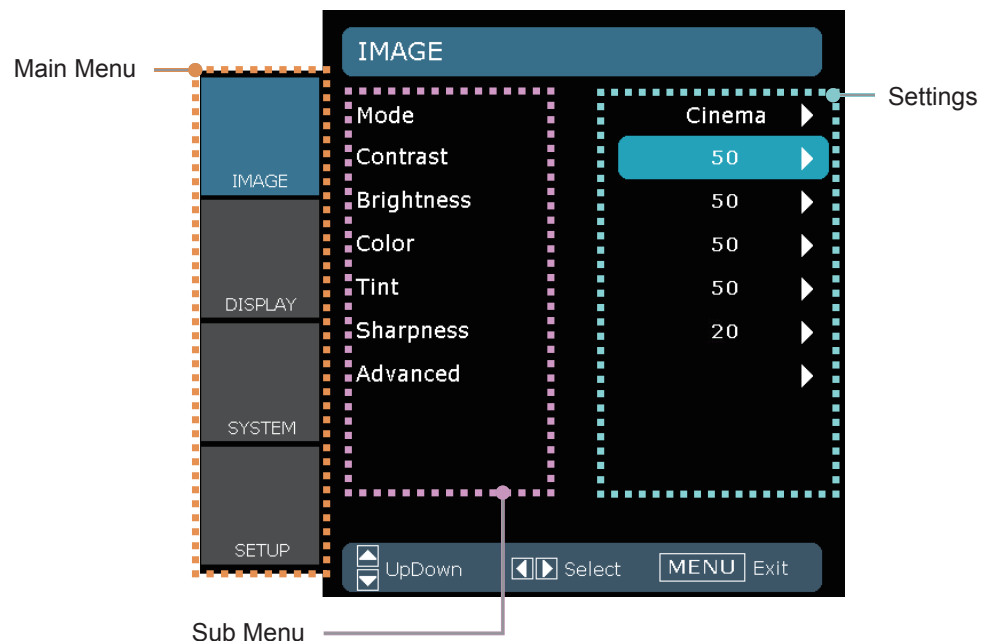 IMAGE
Main Menu
Settings
Mode Cinema
Contrast 50
IMAGE
Brightness 50
Color 50
Tint 50
DISPLAY
Sharpness 20
Advanced
SYSTEM
SETUP
UpDown Select MENU Exit
Sub Menu